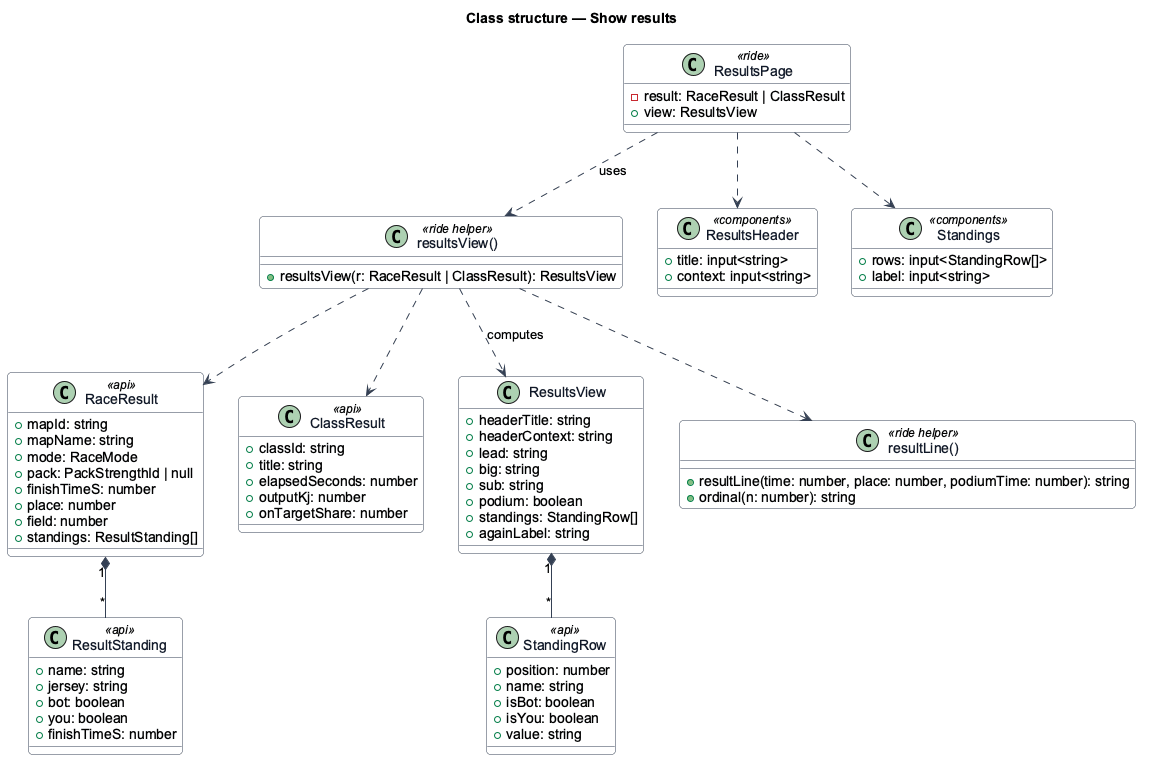 Class structure — Show results
C
«ride»
ResultsPage
result: RaceResult | ClassResult
view: ResultsView
uses
C
«ride helper»
resultsView()
resultsView(r: RaceResult | ClassResult): ResultsView
C
«components»
ResultsHeader
title: input<string>
context: input<string>
C
«components»
Standings
rows: input<StandingRow[]>
label: input<string>
computes
C
«api»
RaceResult
mapId: string
mapName: string
mode: RaceMode
pack: PackStrengthId | null
finishTimeS: number
place: number
field: number
standings: ResultStanding[]
C
«api»
ClassResult
classId: string
title: string
elapsedSeconds: number
outputKj: number
onTargetShare: number
C
ResultsView
headerTitle: string
headerContext: string
lead: string
big: string
sub: string
podium: boolean
standings: StandingRow[]
againLabel: string
C
«ride helper»
resultLine()
resultLine(time: number, place: number, podiumTime: number): string
ordinal(n: number): string
1
*
1
*
C
«api»
ResultStanding
name: string
jersey: string
bot: boolean
you: boolean
finishTimeS: number
C
«api»
StandingRow
position: number
name: string
isBot: boolean
isYou: boolean
value: string